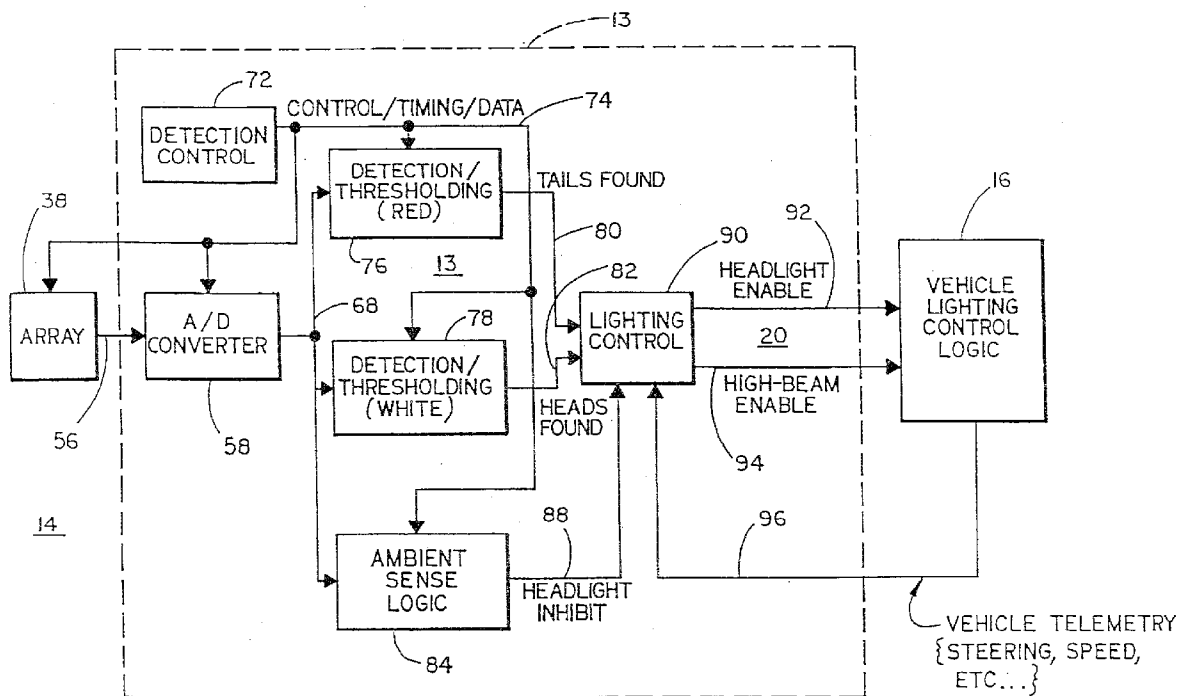 13
72
CONTROL/TIMING/DATA
74
DETECTION
CONTROL
DETECTION/
THRESHOLDING
(RED)
TAILS FOUND
16
38
76
13
80
90
92
82
HEADLIGHT
ENABLE
ARRAY
A/D
CONVERTER
68
78
LIGHTING
CONTROL
20
VEHICLE
LIGHTING
CONTROL
LOGIC
DETECTION/
THRESHOLDING
(WHITE)
HIGH-BEAM
ENABLE
56
58
HEADS
FOUND
94
14
88
96
AMBIENT
SENSE
LOGIC
HEADLIGHT
INHIBIT
84
VEHICLE TELEMETRY
{STEERING, SPEED,
ETC...}